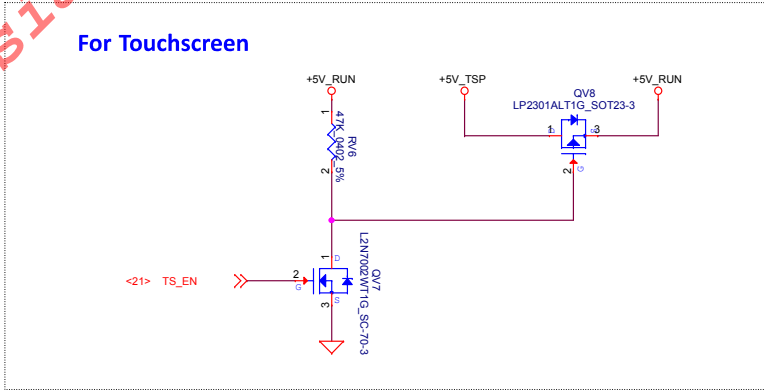 For Touchscreen
+5V_RUN
+5V_TSP
+5V_RUN
QV8
LP2301ALT1G_SOT23-3
1
D
3
S
2
G
1
RV6
47K_0402_5%
2
1
D
QV7
L2N7002WT1G_SC-70-3
<21> TS_EN
2
G
3
S